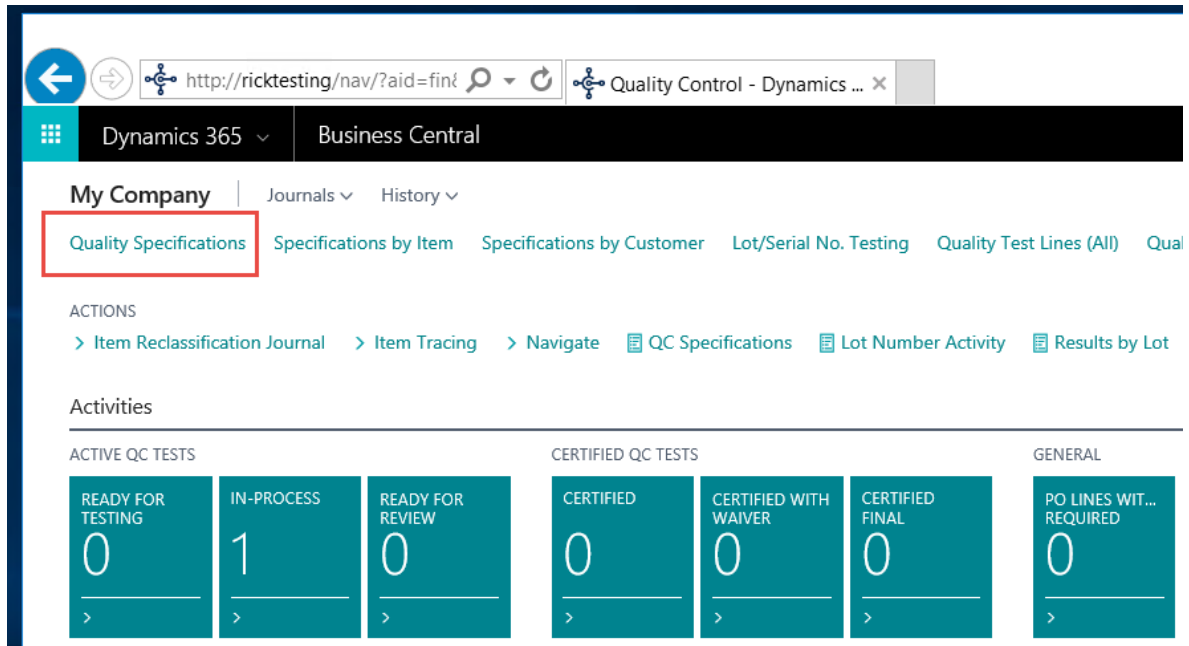 http://ricktesting/nav/?aid=fin& Quality Control - Dynamics ...
Dynamics 365 Business Central
My Company Journals History
Quality Specifications Specifications by Item Specifications by Customer Lot/Serial No. Testing Quality Test Lines (All) Qual
ACTIONS
Item Reclassification Journal Item Tracing Navigate QC Specifications Lot Number Activity Results by Lot
Activities
ACTIVE QC TESTS CERTIFIED QC TESTS GENERAL
READY FOR IN-PROCESS READY FOR CERTIFIED CERTIFIED WITH CERTIFIED PO LINES WIT...
TESTING REVIEW WAIVER FINAL REQUIRED
0 1 0 0 0 0 0